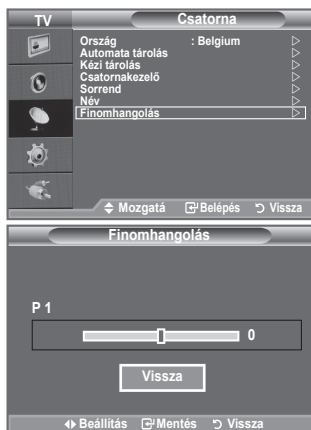 TV Csatorna
Ország : Belgium
Automata tárolás
Kézi tárolás
Csatornakezelő
Sorrend
Név
Finomhangolás
Mozgatá Belépés Vissza
Finomhangolás
P 1
0
Vissza
Beállítás Mentés Vissza